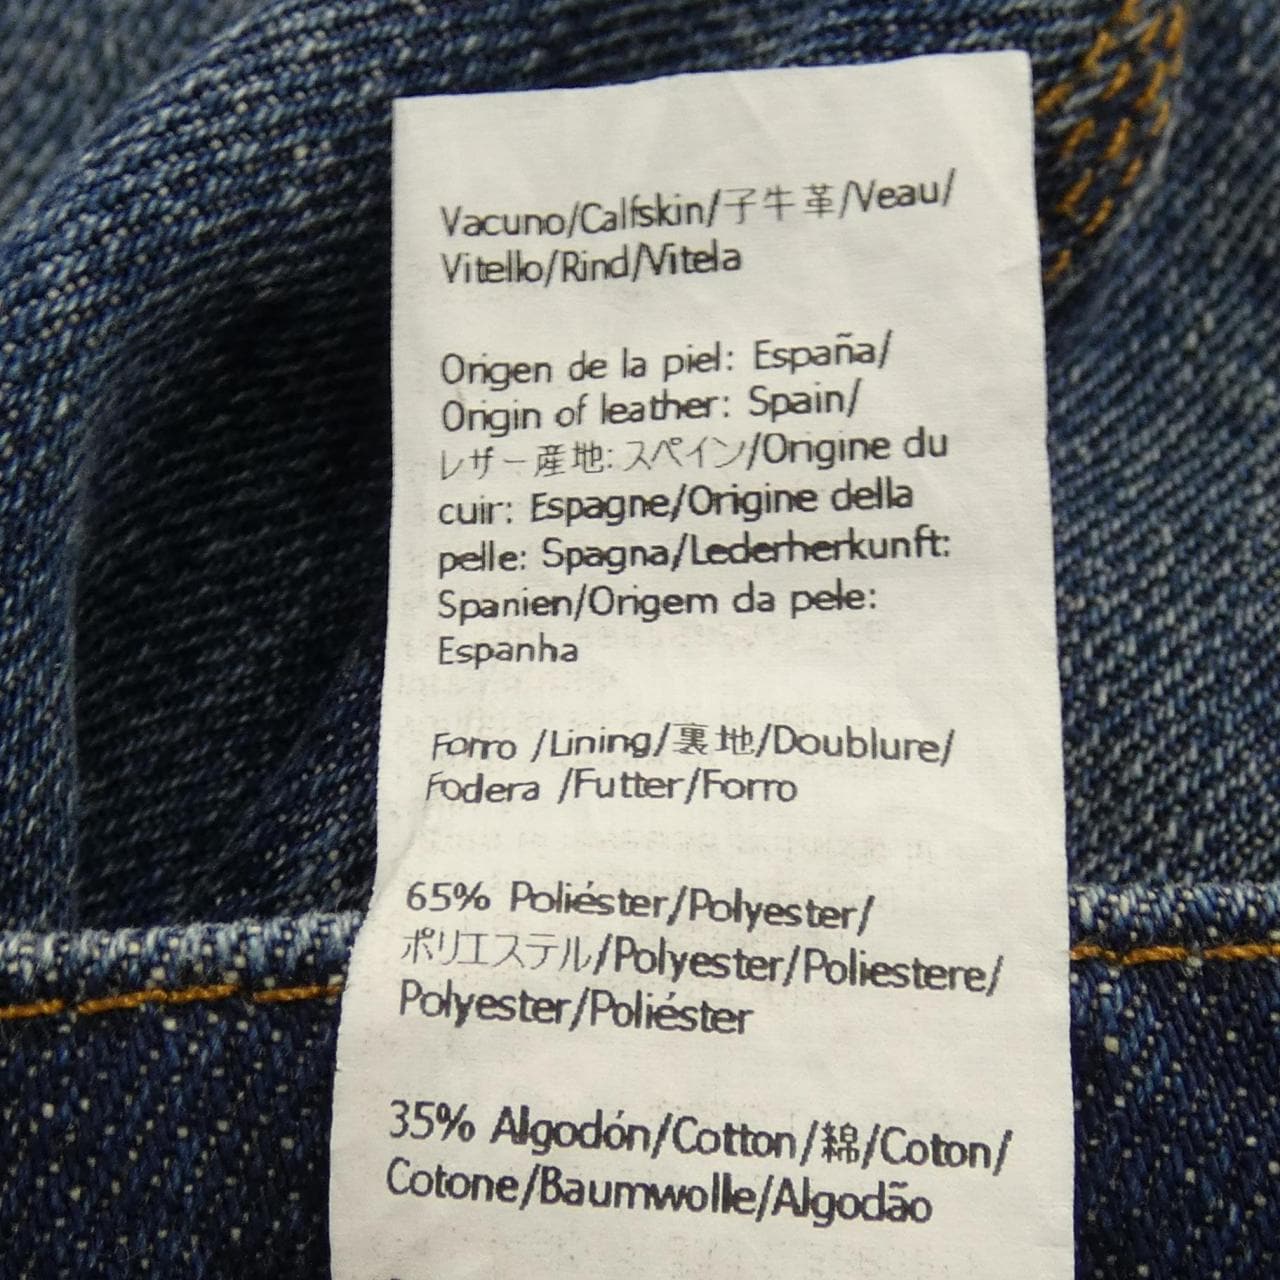 Vacuno/Calfskin/子牛革/Veau/
Vitello/Rind/Vitela
Origen de la piel: España/
Origin of leather: Spain/
レザー産地: スペイン/Origine du
cuir: Espagne/Origine della
pelle: Spagna/Lederherkunft:
Spanien/Origem da pele:
Espanha
Forro /Lining/裏地/Doublure/
Fodera /Futter/Forro
65% Poliéster/Polyester/
ポリエステル/Polyester/Poliestere/
Polyester/Poliéster
35% Algodón/Cotton/綿/Coton/
Cotone/Baumwolle/Algodão